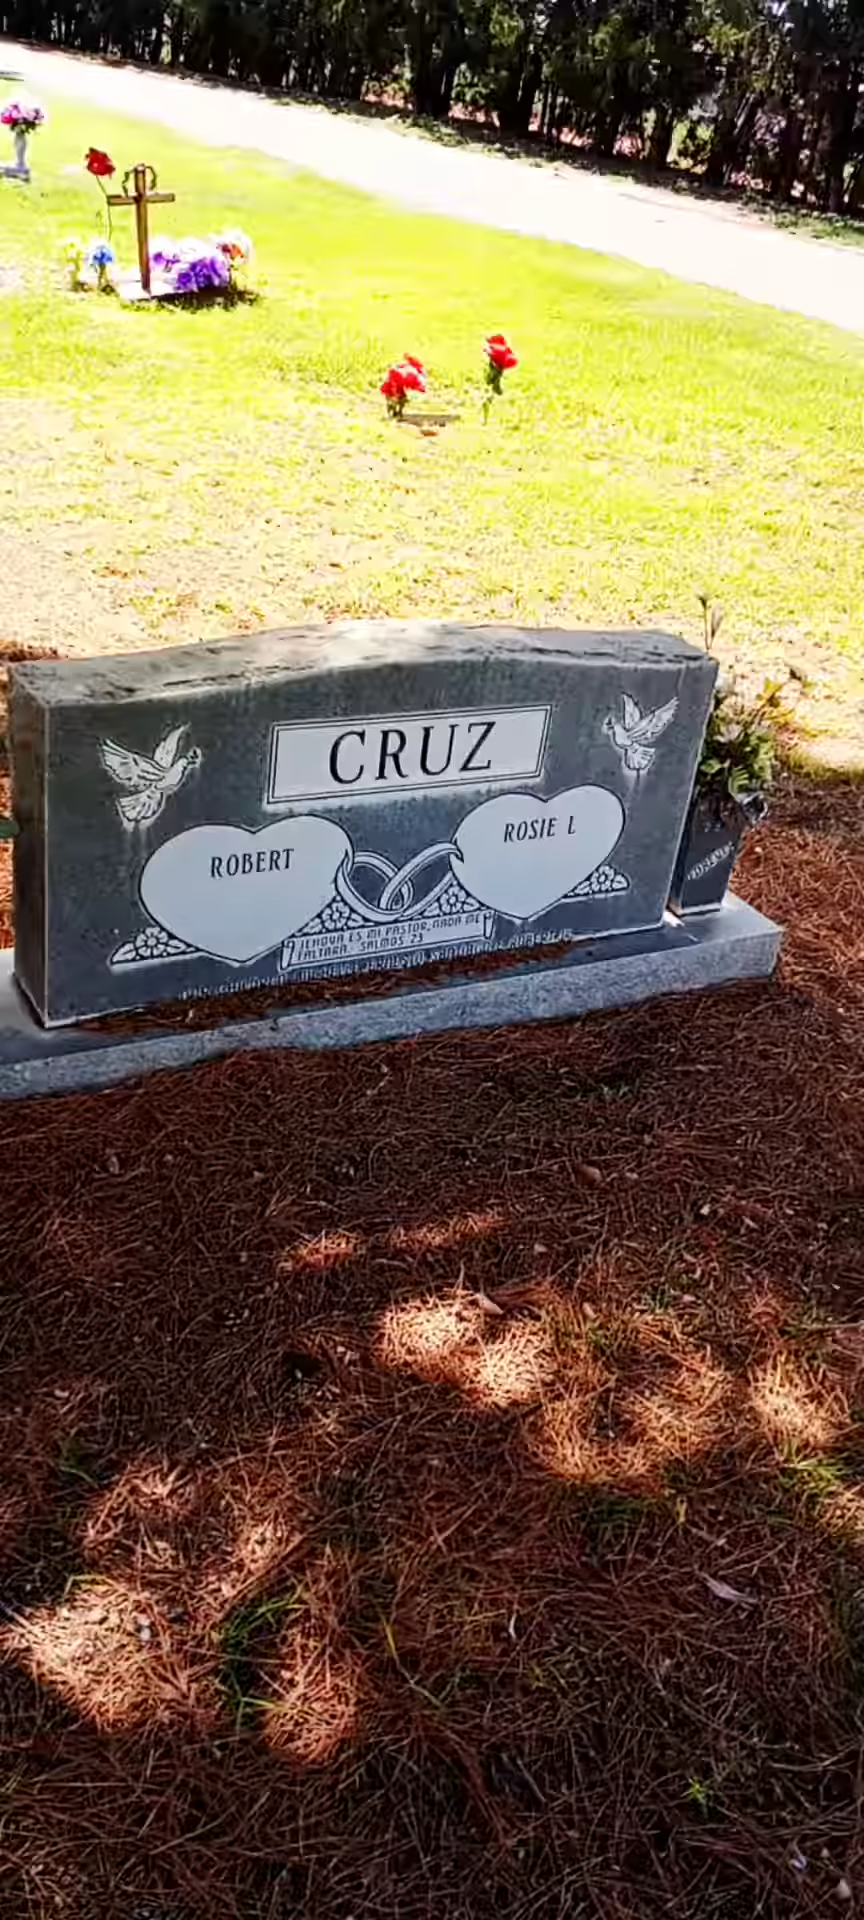 CRUZ
ROBERT
ROSIE L
JEHOVA ES MI PASTOR, NADA ME
FALTARA.- SALMOS 23